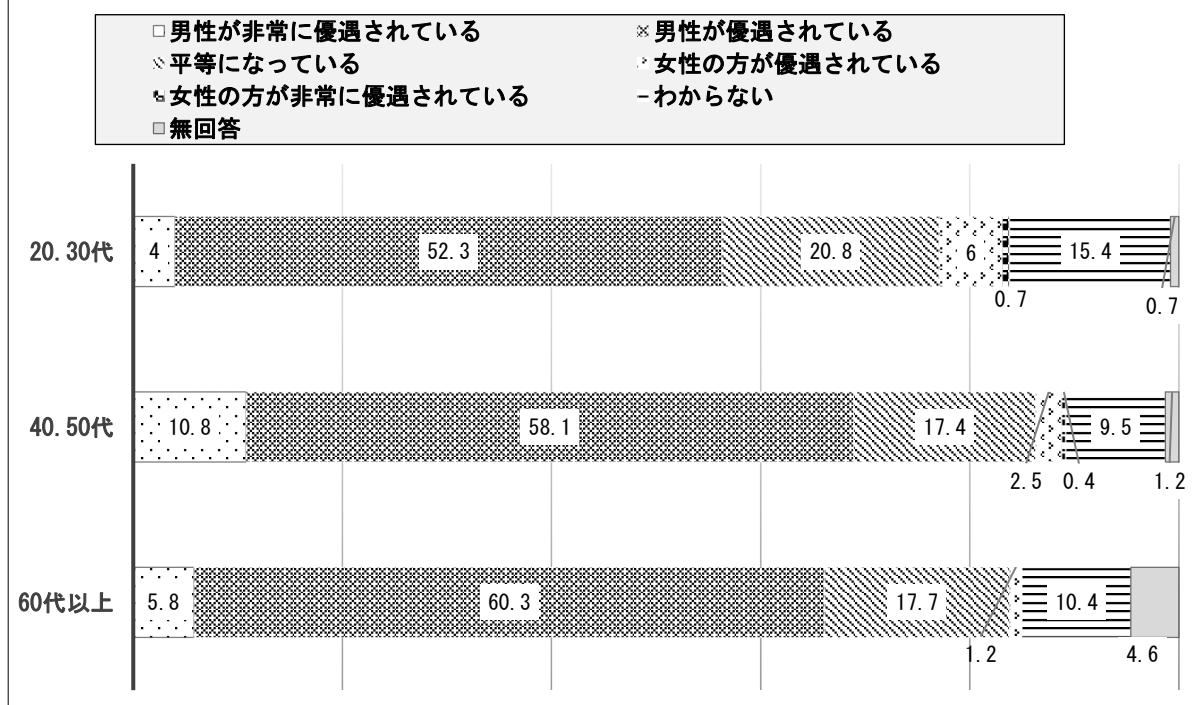 男性が非常に優遇されている 男性が優遇されている
平等になっている 女性の方が優遇されている
女性の方が非常に優遇されている わからない
無回答
20.30代 4 52.3 20.8 6 15.4
0.7 0.7
40.50代 10.8 58.1 17.4 9.5
2.5 0.4 1.2
60代以上 5.8 60.3 17.7 10.4
1.2 4.6